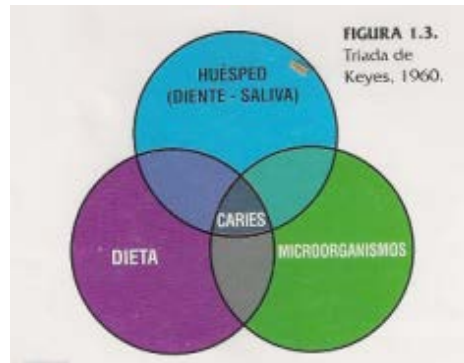 FIGURA 1.3.
Triada de
Keyes, 1960.
HUÉSPED
(DIENTE - SALIVA)
CARIES
DIETA
MICROORGANISMOS